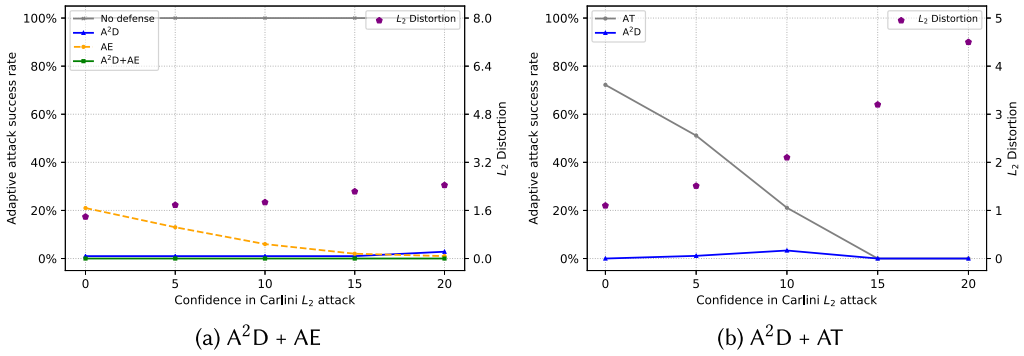 No defense
A²D
AE
A²D+AE
L₂ Distortion
100%
80%
60%
40%
20%
0%
Adaptive attack success rate
8.0
6.4
4.8
3.2
1.6
0.0
L₂ Distortion
0 5 10 15 20
Confidence in Carlini L₂ attack
(a) A²D + AE
AT
A²D
L₂ Distortion
100%
80%
60%
40%
20%
0%
Adaptive attack success rate
5
4
3
2
1
0
L₂ Distortion
0 5 10 15 20
Confidence in Carlini L₂ attack
(b) A²D + AT